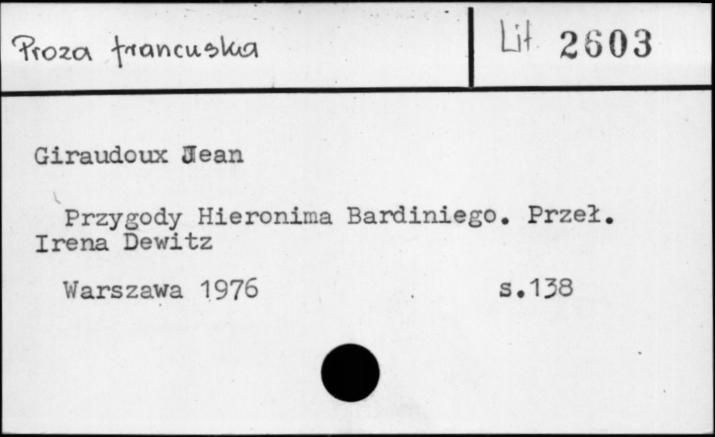 Proza francuska
Lit 2603
Giraudoux Jean
Przygody Hieronima Bardiniego. Przeł.
Irena Dewitz
Warszawa 1976 s.138